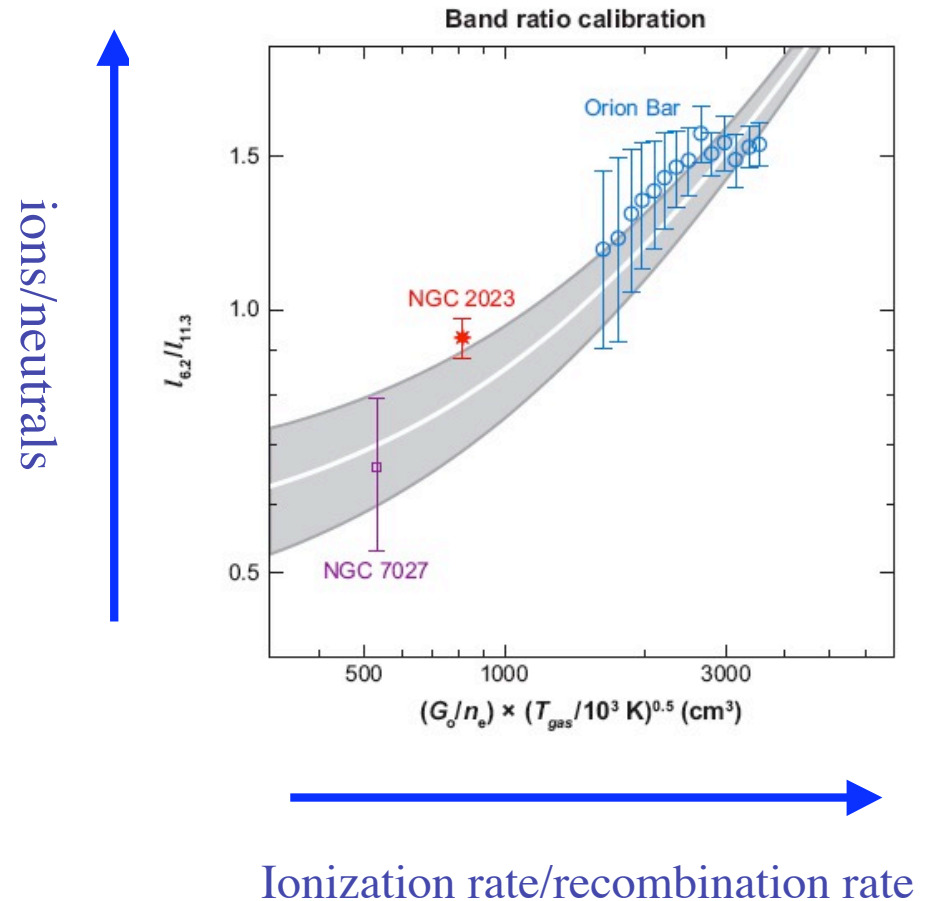 Band ratio calibration
ions/neutrals
I₆.₂/I₁₁.₃
1.5
1.0
0.5
Orion Bar
NGC 2023
NGC 7027
500 1000 3000
(Gₒ/nₑ) × (T_gas/10³ K)⁰·⁵ (cm³)
Ionization rate/recombination rate